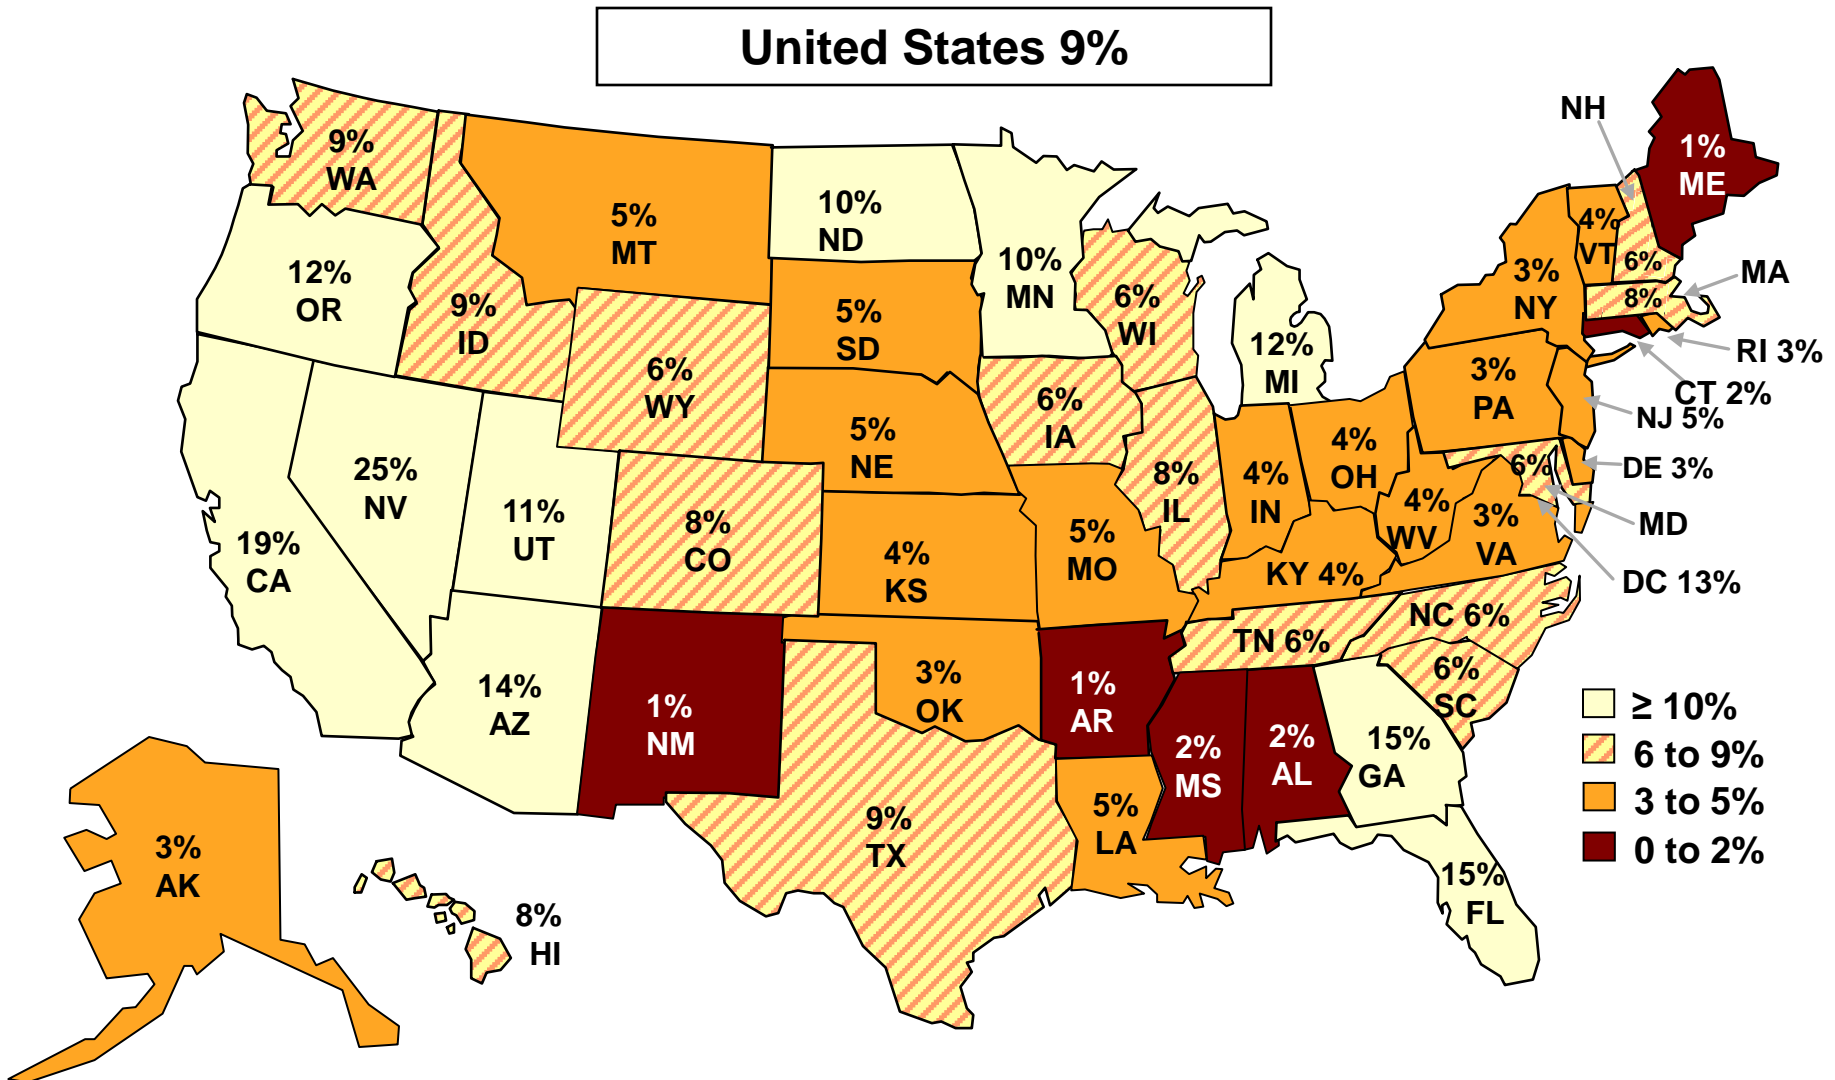 United States 9%
NH
1%
ME
9%
WA
10%
ND
5%
MT
4%
VT
12%
OR
10%
MN
3%
NY
6%
MA
9%
ID
5%
SD
6%
WI
8%
12%
MI
RI 3%
6%
WY
3%
PA
CT 2%
6%
IA
NJ 5%
5%
NE
4%
OH
25%
NV
8%
IL
4%
IN
6%
DE 3%
11%
UT
8%
CO
4%
WV
3%
VA
MD
19%
CA
5%
MO
4%
KS
KY 4%
DC 13%
NC 6%
TN 6%
14%
AZ
1%
NM
3%
OK
1%
AR
6%
SC
2%
MS
2%
AL
15%
GA
≥ 10%
6 to 9%
3 to 5%
0 to 2%
9%
TX
5%
LA
3%
AK
15%
FL
8%
HI